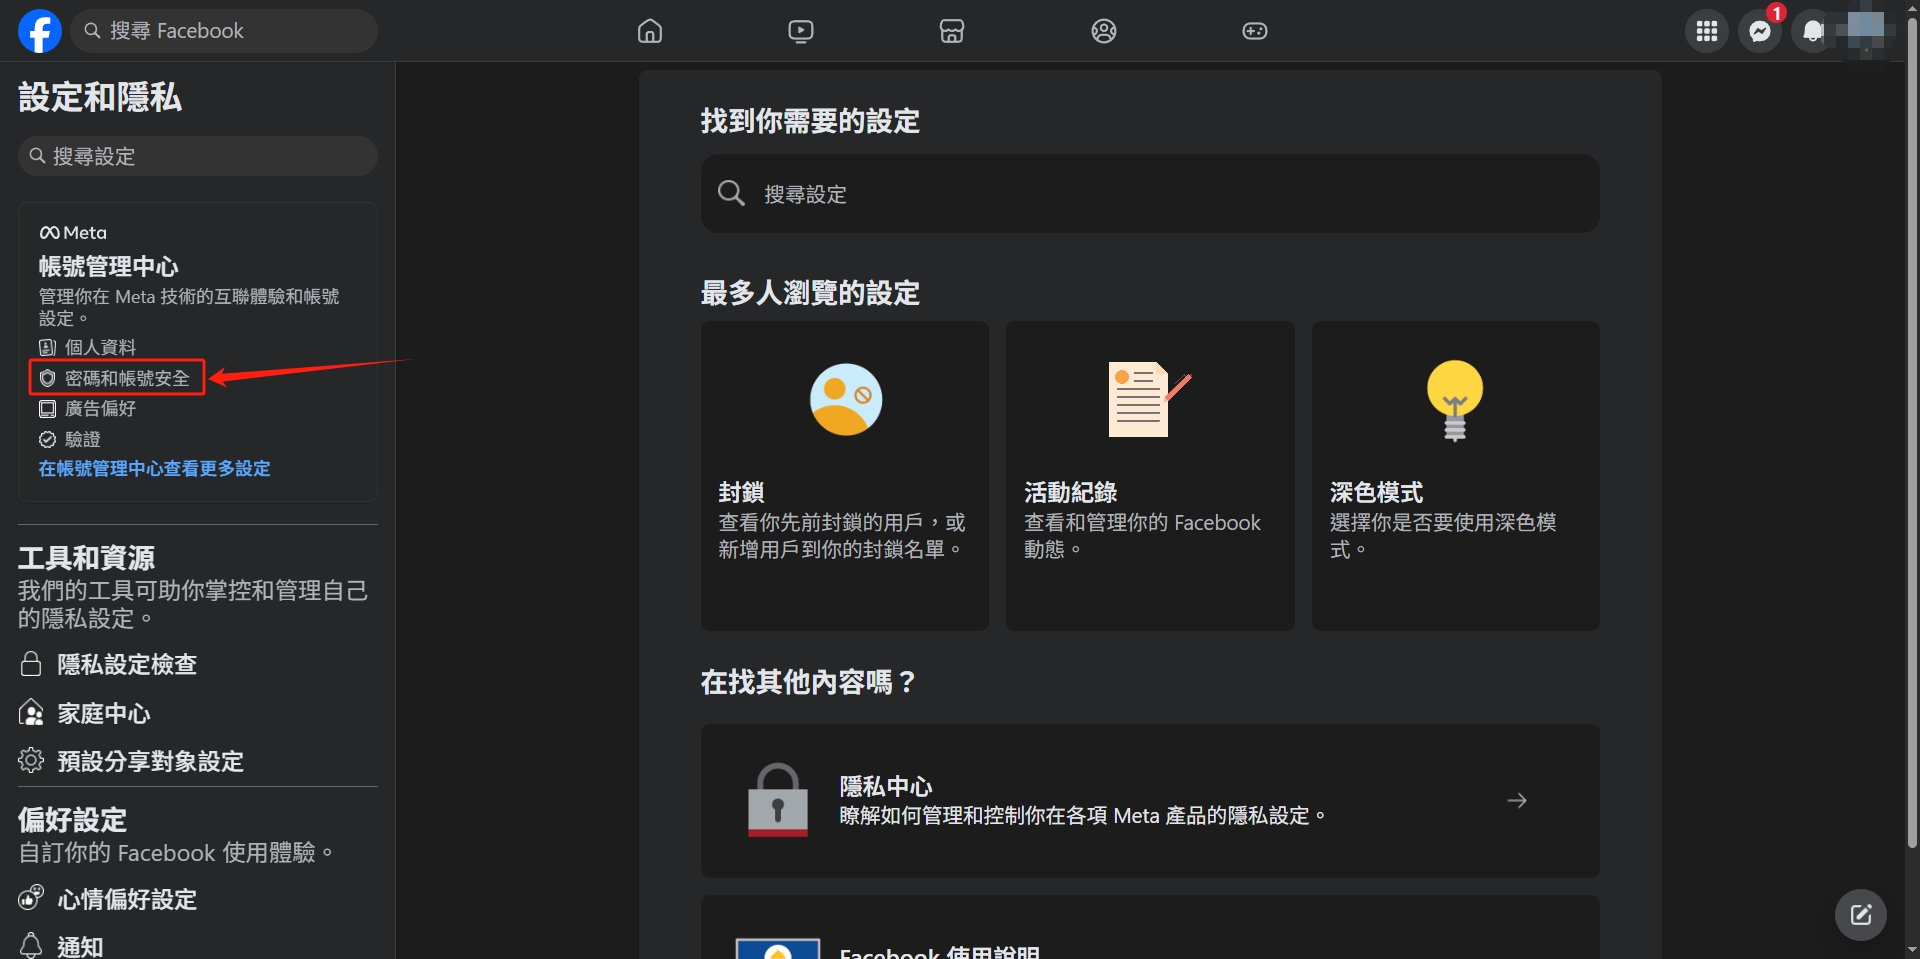 搜尋 Facebook
1
設定和隱私
搜尋設定
Meta
帳號管理中心
管理你在 Meta 技術的互聯體驗和帳號
設定。
個人資料
密碼和帳號安全
廣告偏好
驗證
在帳號管理中心查看更多設定
工具和資源
我們的工具可助你掌控和管理自己
的隱私設定。
隱私設定檢查
家庭中心
預設分享對象設定
偏好設定
自訂你的 Facebook 使用體驗。
心情偏好設定
通知
找到你需要的設定
搜尋設定
最多人瀏覽的設定
封鎖
查看你先前封鎖的用戶，或
新增用戶到你的封鎖名單。
活動紀錄
查看和管理你的 Facebook
動態。
深色模式
選擇你是否要使用深色模
式。
在找其他內容嗎？
隱私中心
瞭解如何管理和控制你在各項 Meta 產品的隱私設定。
Facebook 使用說明